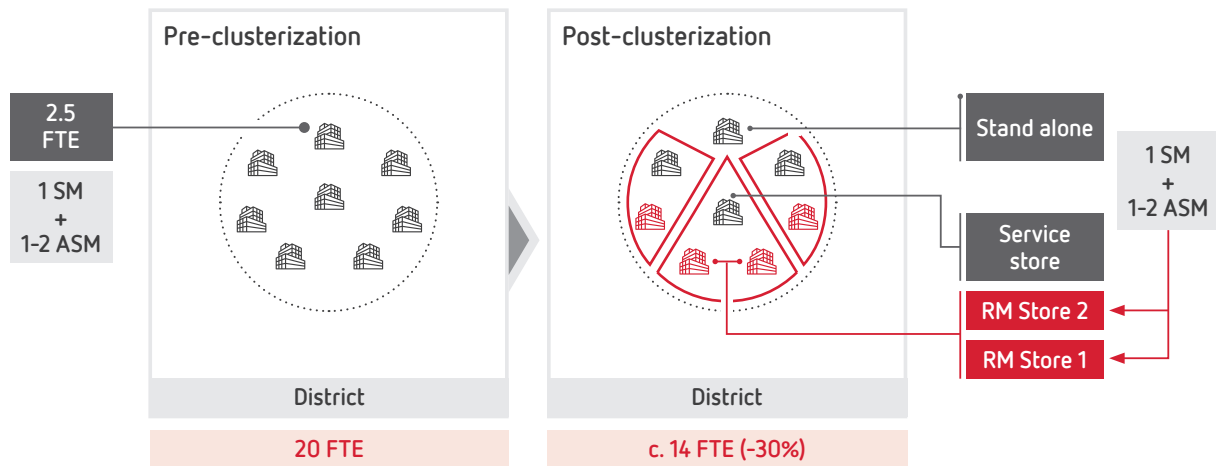 Pre-clusterization
2.5
FTE
1 SM
+
1-2 ASM
District
20 FTE
Post-clusterization
Stand alone
Service
store
RM Store 2
RM Store 1
1 SM
+
1-2 ASM
District
c. 14 FTE (-30%)